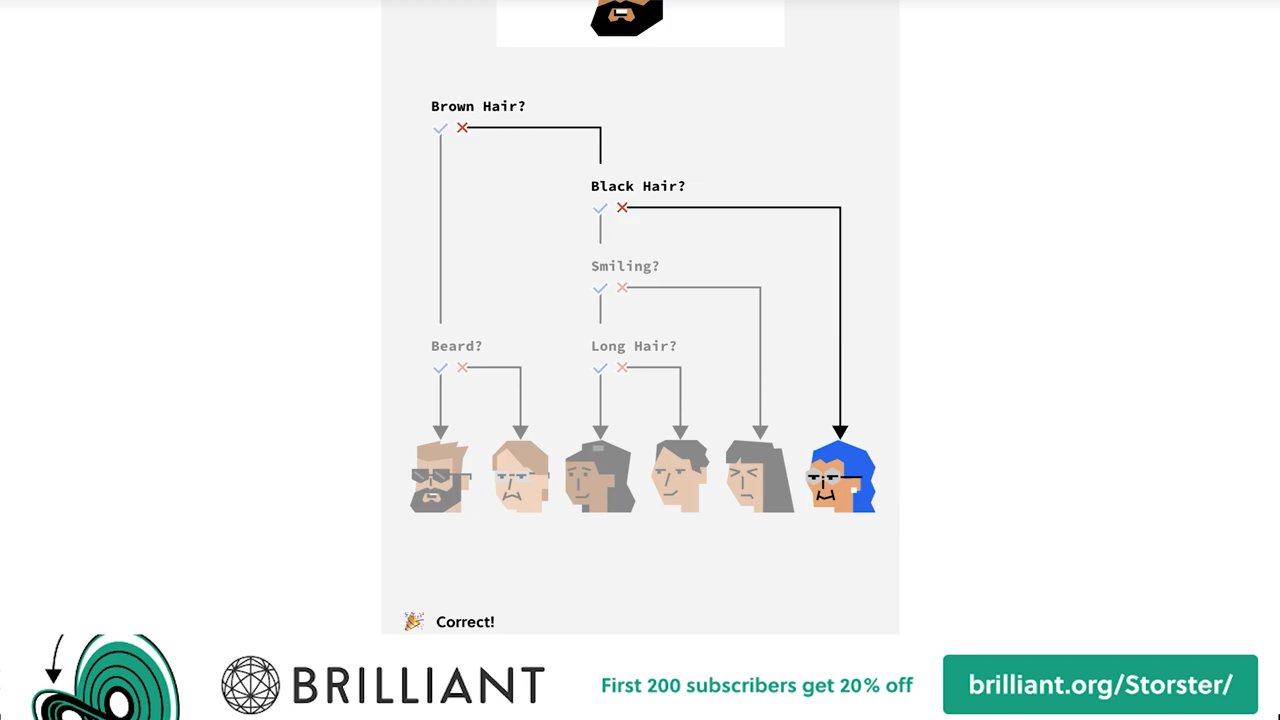 Brown Hair?
Black Hair?
Smiling?
Beard?
Long Hair?
Correct!
BRILLIANT
First 200 subscribers get 20% off
brilliant.org/Storster/